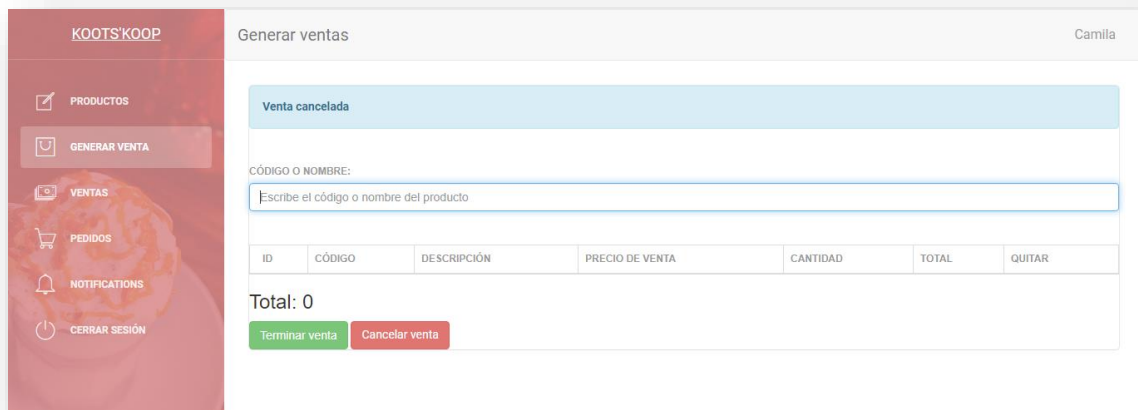 KOOTS'KOOP
PRODUCTOS
GENERAR VENTA
VENTAS
PEDIDOS
NOTIFICATIONS
CERRAR SESIÓN
Generar ventas
Camila
Venta cancelada
CÓDIGO O NOMBRE:
Escribe el código o nombre del producto
ID CÓDIGO DESCRIPCIÓN PRECIO DE VENTA CANTIDAD TOTAL QUITAR
Total: 0
Terminar venta Cancelar venta